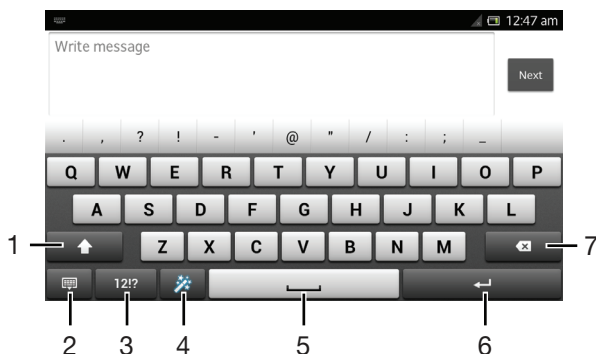 12:47 am
Write message
Next
. , ? ! - ' @ " / : ; _
Q W E R T Y U I O P
A S D F G H J K L
1 Z X C V B N M 7
12!?
2 3 4 5 6